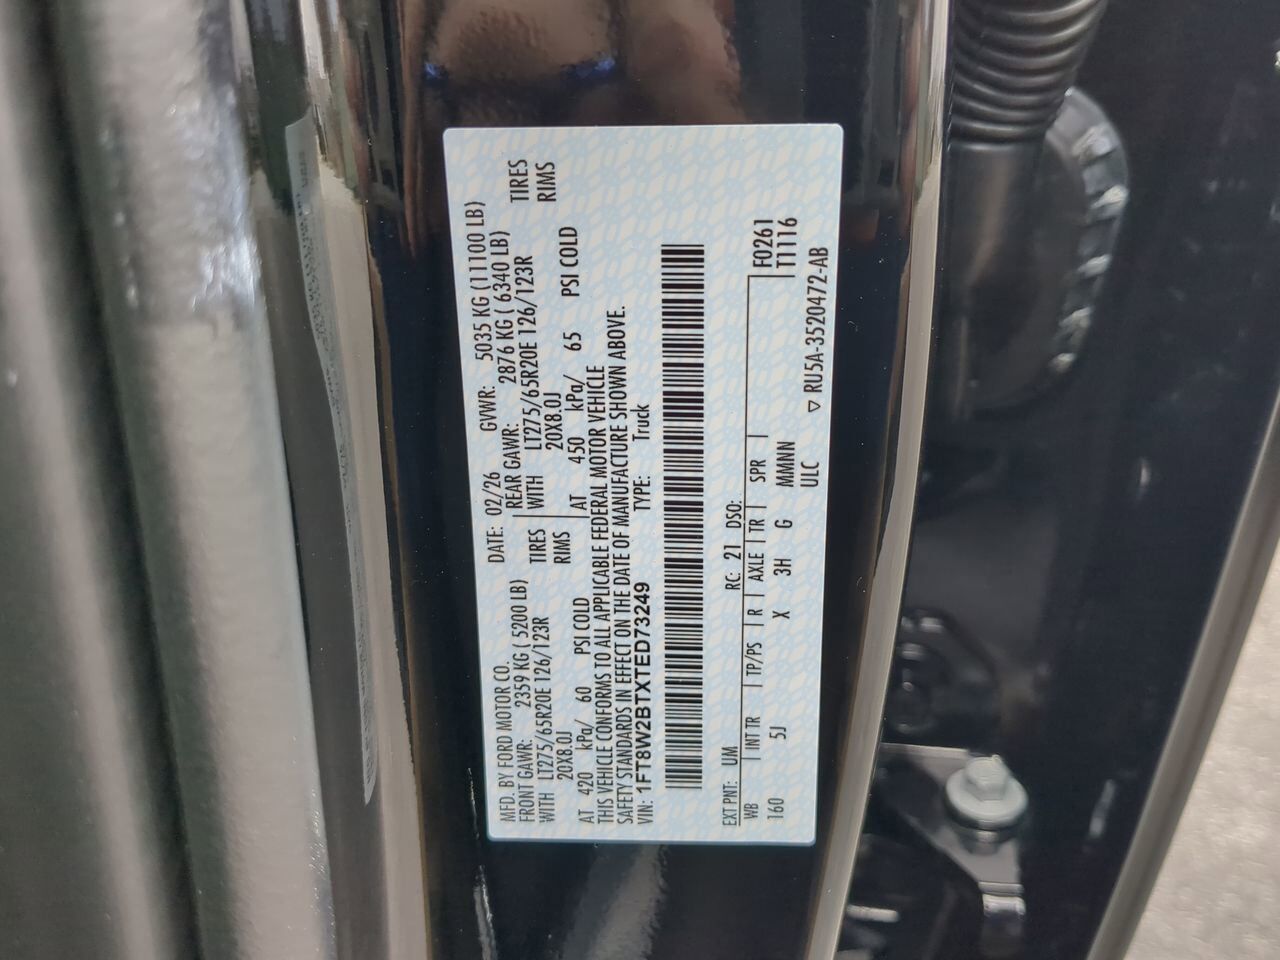 MFD. BY FORD MOTOR CO. DATE: 02/26 GVWR: 5035 KG (11100 LB)
FRONT GAWR: 2359 KG ( 5200 LB) REAR GAWR: 2876 KG ( 6340 LB)
WITH LT275/65R20E 126/123R TIRES WITH LT275/65R20E 126/123R TIRES
20X8.0J RIMS 20X8.0J RIMS
AT 420 kPa/ 60 PSI COLD AT 450 kPa/ 65 PSI COLD
THIS VEHICLE CONFORMS TO ALL APPLICABLE FEDERAL MOTOR VEHICLE
SAFETY STANDARDS IN EFFECT ON THE DATE OF MANUFACTURE SHOWN ABOVE.
VIN: 1FT8W2BTXTED73249 TYPE: Truck
EXT PNT: UM RC: 21 DSO:
WB INT TR TP/PS R AXLE TR SPR F0261
160 5J X 3H G MMNN T1116
ULC ▽ RU5A-3520472-AB